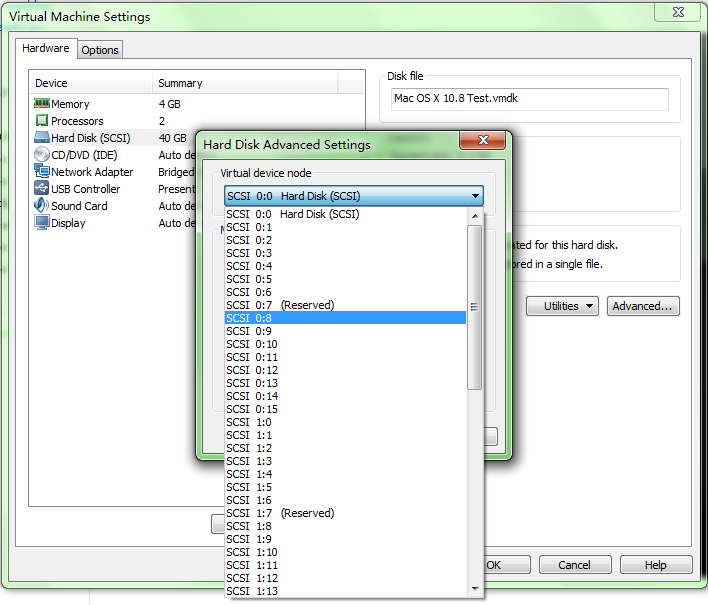 Virtual Machine Settings
Hardware
Options
Device Summary
Memory 4 GB
Processors 2
Hard Disk (SCSI) 40 GB
CD/DVD (IDE) Auto de
Network Adapter Bridged
USB Controller Present
Sound Card Auto de
Display Auto de
Disk file
Mac OS X 10.8 Test.vmdk
ated for this hard disk.
ored in a single file.
Utilities
Advanced...
Hard Disk Advanced Settings
Virtual device node
SCSI 0:0 Hard Disk (SCSI)
SCSI 0:0 Hard Disk (SCSI)
SCSI 0:1
SCSI 0:2
SCSI 0:3
SCSI 0:4
SCSI 0:5
SCSI 0:6
SCSI 0:7 (Reserved)
SCSI 0:8
SCSI 0:9
SCSI 0:10
SCSI 0:11
SCSI 0:12
SCSI 0:13
SCSI 0:14
SCSI 0:15
SCSI 1:0
SCSI 1:1
SCSI 1:2
SCSI 1:3
SCSI 1:4
SCSI 1:5
SCSI 1:6
SCSI 1:7 (Reserved)
SCSI 1:8
SCSI 1:9
SCSI 1:10
SCSI 1:11
SCSI 1:12
SCSI 1:13
OK
Cancel
Help